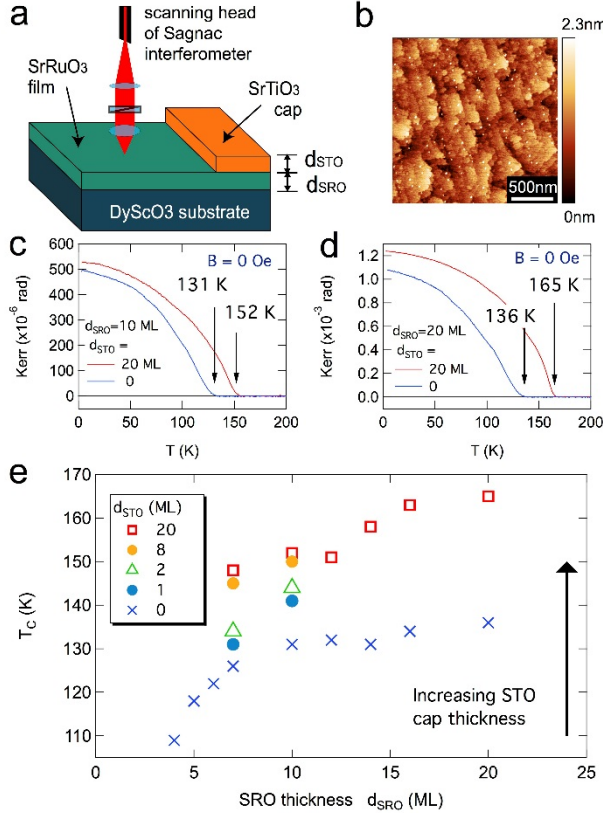 a
scanning head
of Sagnac
interferometer
SrRuO3
film
SrTiO3
cap
dSTO
dSRO
DyScO3 substrate
b
2.3nm
500nm
0nm
c
600
500
400
300
200
100
0
Kerr (x10-6 rad)
B = 0 Oe
131 K
152 K
dSRO=10 ML
dSTO =
20 ML
0
0 50 100 150 200
T (K)
d
1.2
1.0
0.8
0.6
0.4
0.2
0.0
Kerr (x10-3 rad)
B = 0 Oe
165 K
136 K
dSRO=20 ML
dSTO =
20 ML
0
0 50 100 150 200
T (K)
e
170
160
150
140
130
120
110
TC (K)
dSTO (ML)
20
8
2
1
0
Increasing STO
cap thickness
0 5 10 15 20 25
SRO thickness dSRO (ML)